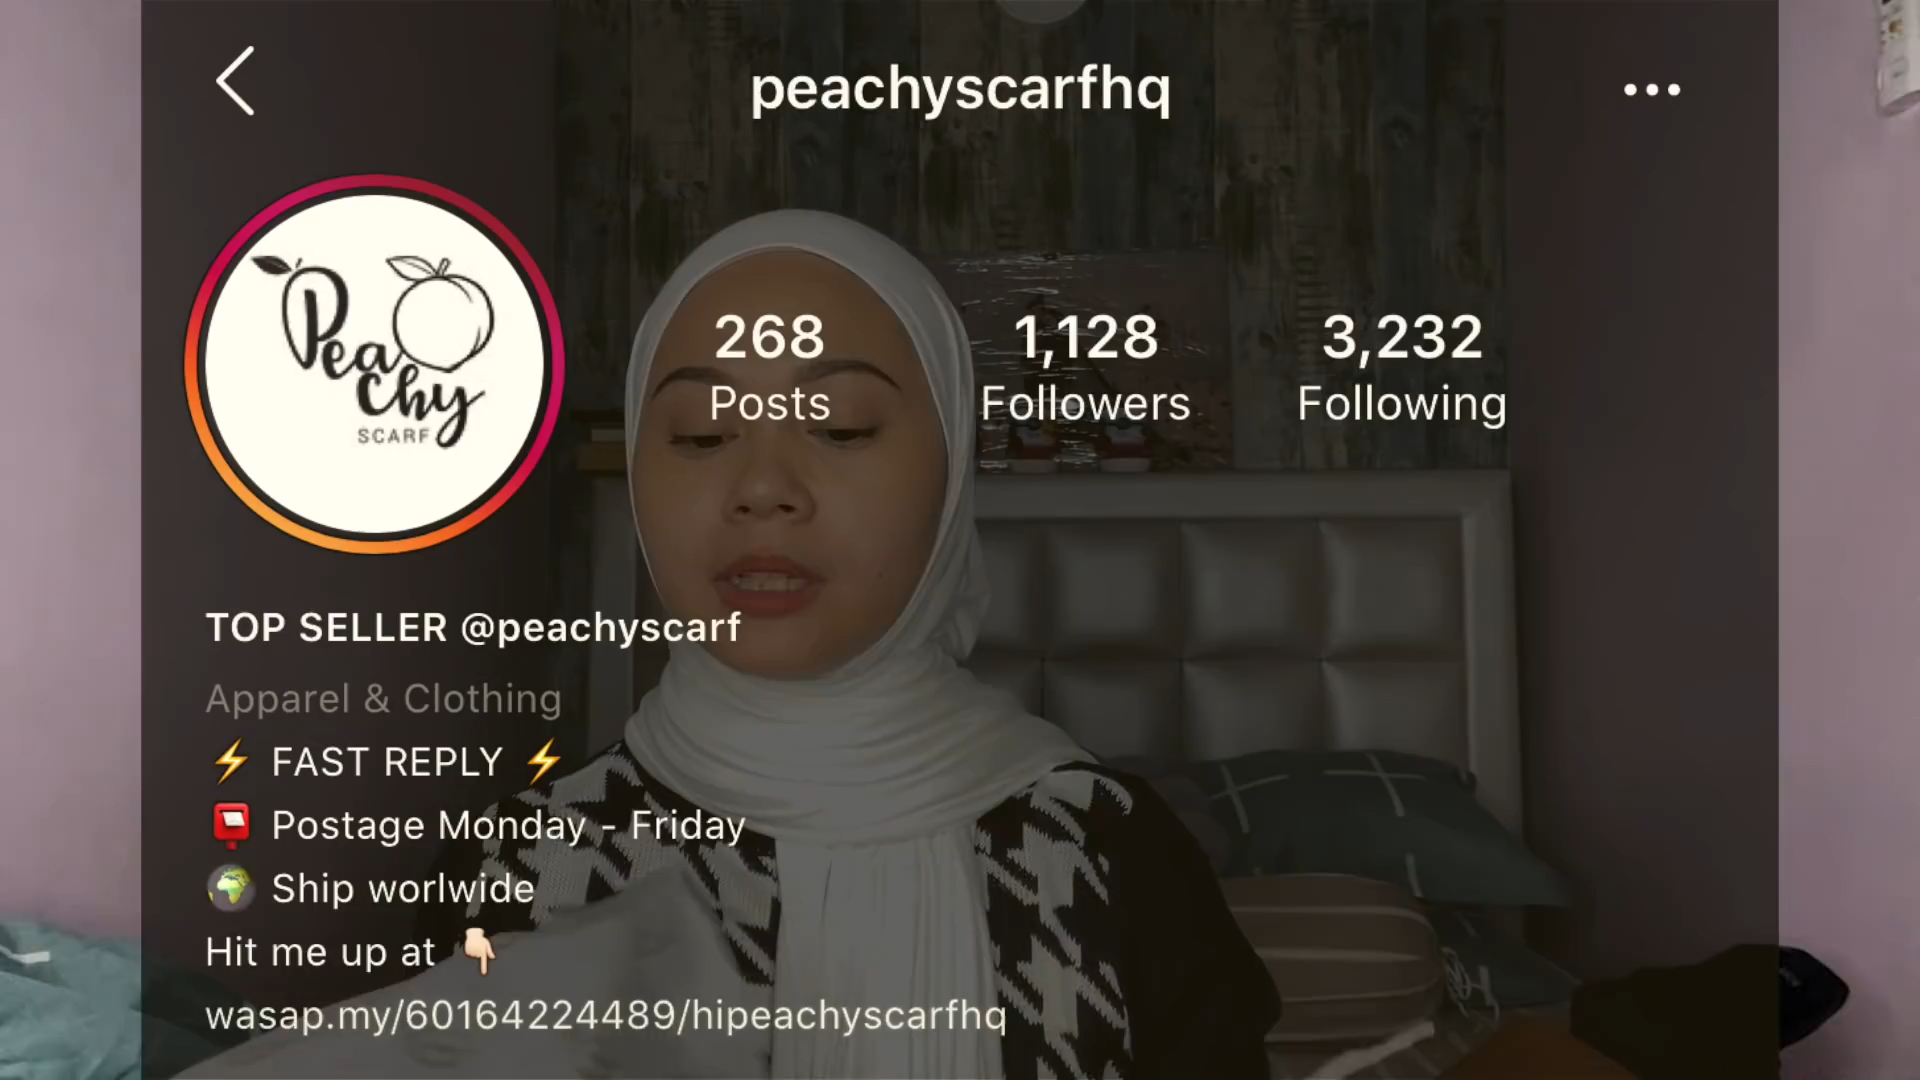 peachyscarfhq
Peachy
SCARF
268
Posts
1,128
Followers
3,232
Following
TOP SELLER @peachyscarf
Apparel & Clothing
⚡ FAST REPLY ⚡
📮 Postage Monday - Friday
🌍 Ship worlwide
Hit me up at 👇🏻
wasap.my/60164224489/hipeachyscarfhq